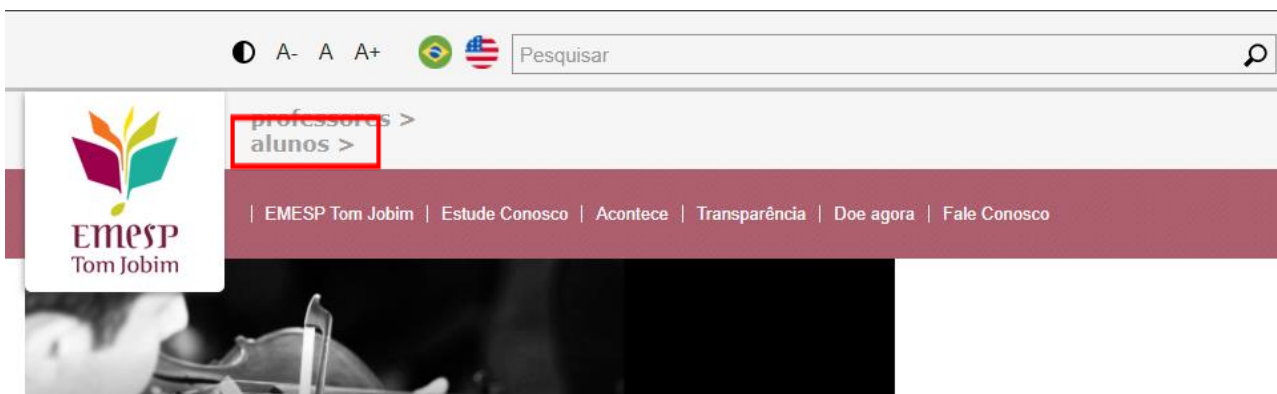 A- A A+ Pesquisar
professores >
alunos >
| EMESP Tom Jobim | Estude Conosco | Acontece | Transparência | Doe agora | Fale Conosco
EMESP
Tom Jobim